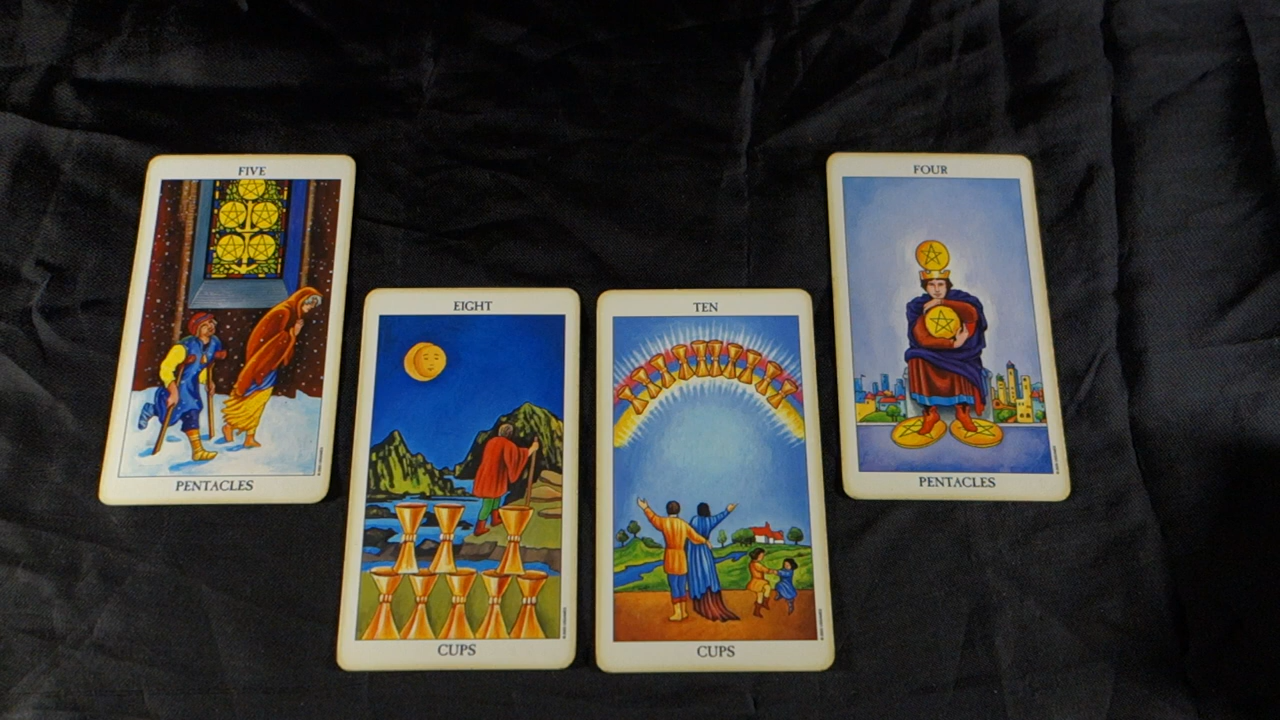 FIVE
PENTACLES
EIGHT
CUPS
TEN
CUPS
FOUR
PENTACLES